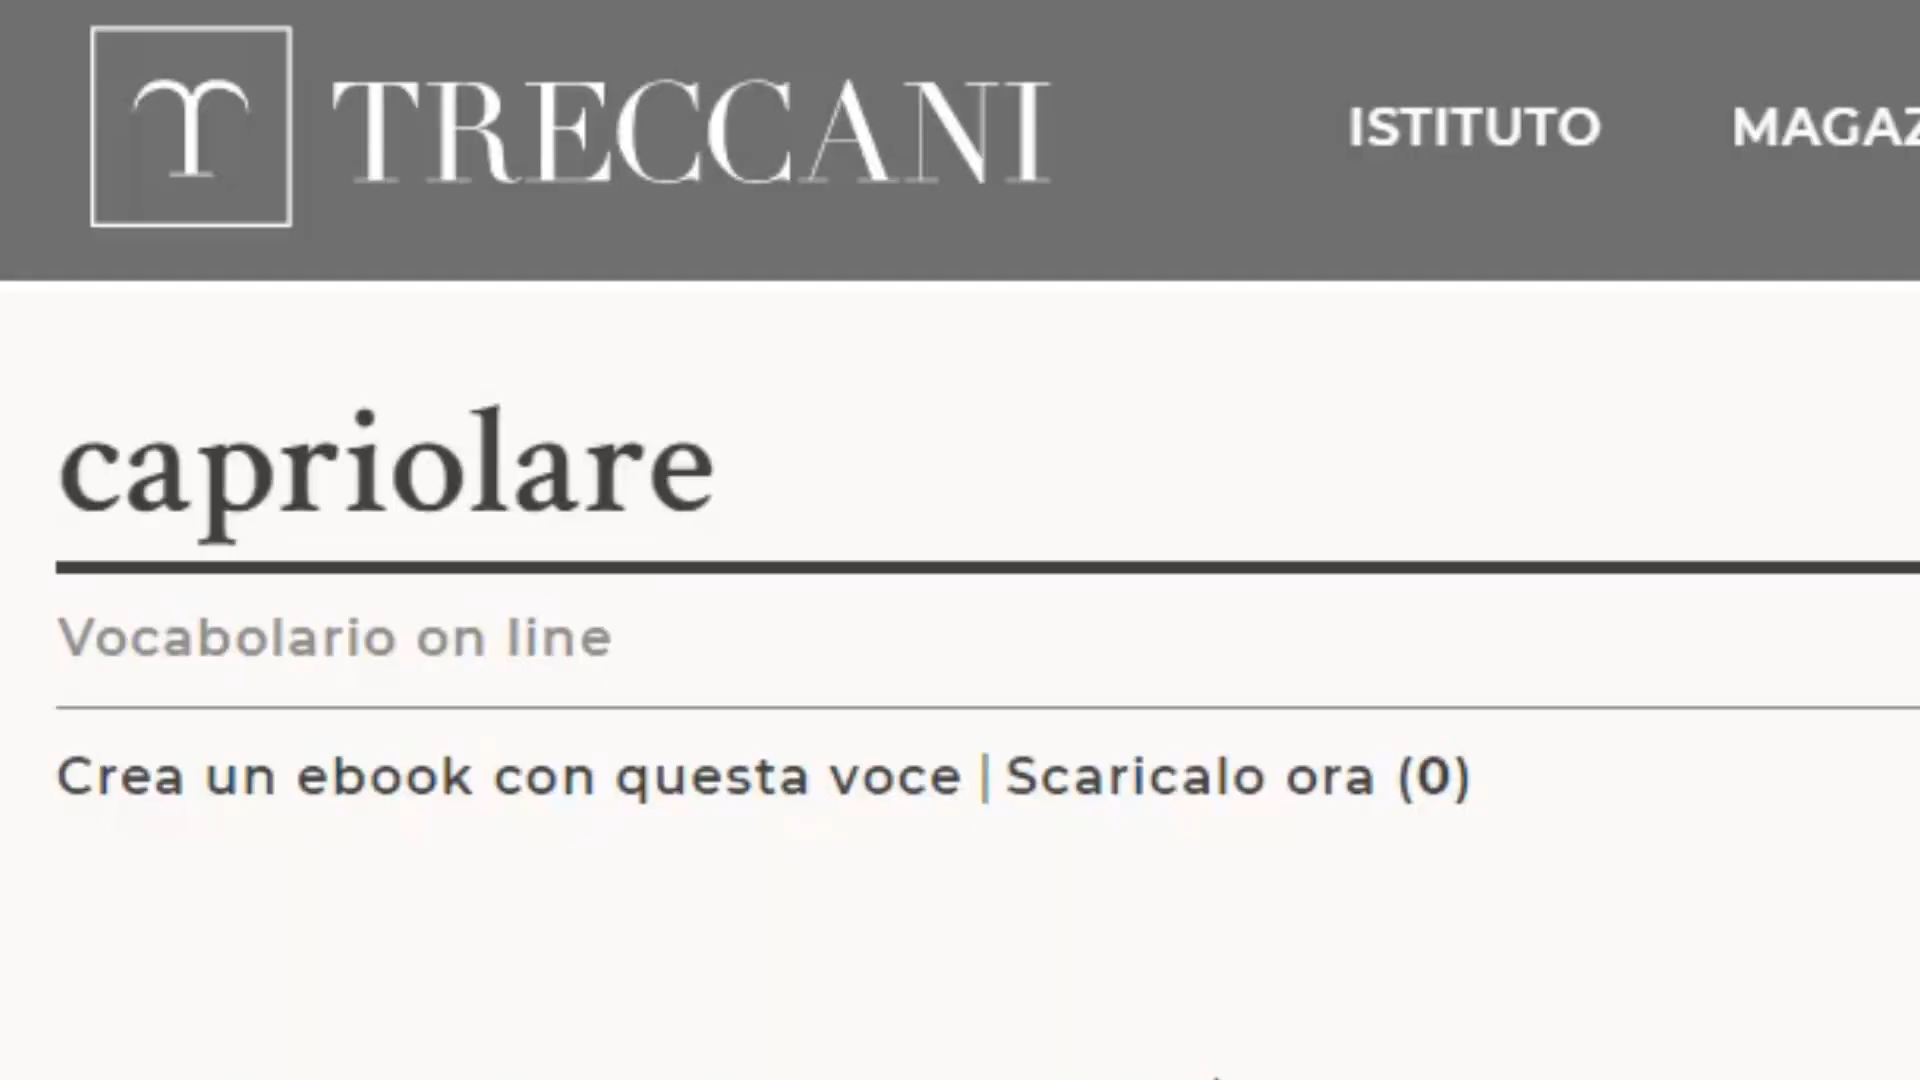 TRECCANI
ISTITUTO
capriolare
Vocabolario on line
Crea un ebook con questa voce | Scaricalo ora (0)